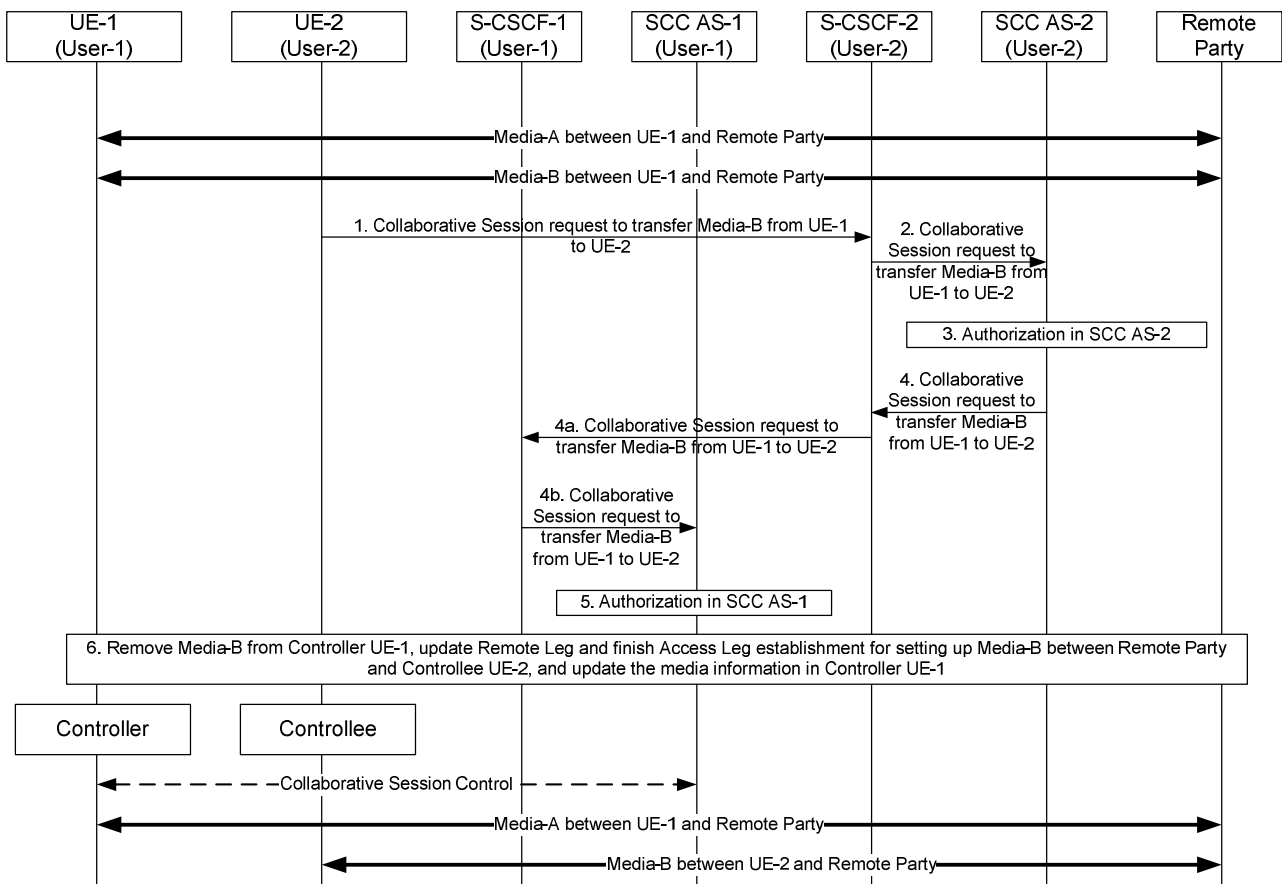 UE-1
(User-1)
UE-2
(User-2)
S-CSCF-1
(User-1)
SCC AS-1
(User-1)
S-CSCF-2
(User-2)
SCC AS-2
(User-2)
Remote
Party
Media-A between UE-1 and Remote Party
Media-B between UE-1 and Remote Party
1. Collaborative Session request to transfer Media-B from UE-1
to UE-2
2. Collaborative
Session request to
transfer Media-B from
UE-1 to UE-2
3. Authorization in SCC AS-2
4. Collaborative
Session request to
transfer Media-B
from UE-1 to UE-2
4a. Collaborative Session request to
transfer Media-B from UE-1 to UE-2
4b. Collaborative
Session request to
transfer Media-B
from UE-1 to UE-2
5. Authorization in SCC AS-1
6. Remove Media-B from Controller UE-1, update Remote Leg and finish Access Leg establishment for setting up Media-B between Remote Party
and Controllee UE-2, and update the media information in Controller UE-1
Controller
Controllee
Collaborative Session Control
Media-A between UE-1 and Remote Party
Media-B between UE-2 and Remote Party